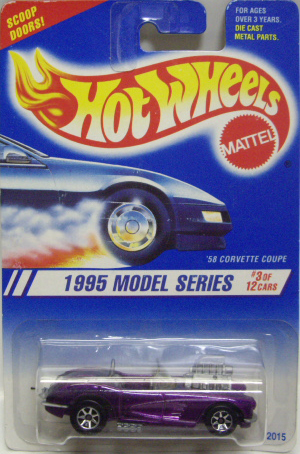 SCOOP
DOORS!
FOR AGES
OVER 3 YEARS.
DIE CAST
METAL PARTS.
HOT WHEELS
MATTEL
'58 CORVETTE COUPE
1995 MODEL SERIES
#3 OF
12 CARS
2015